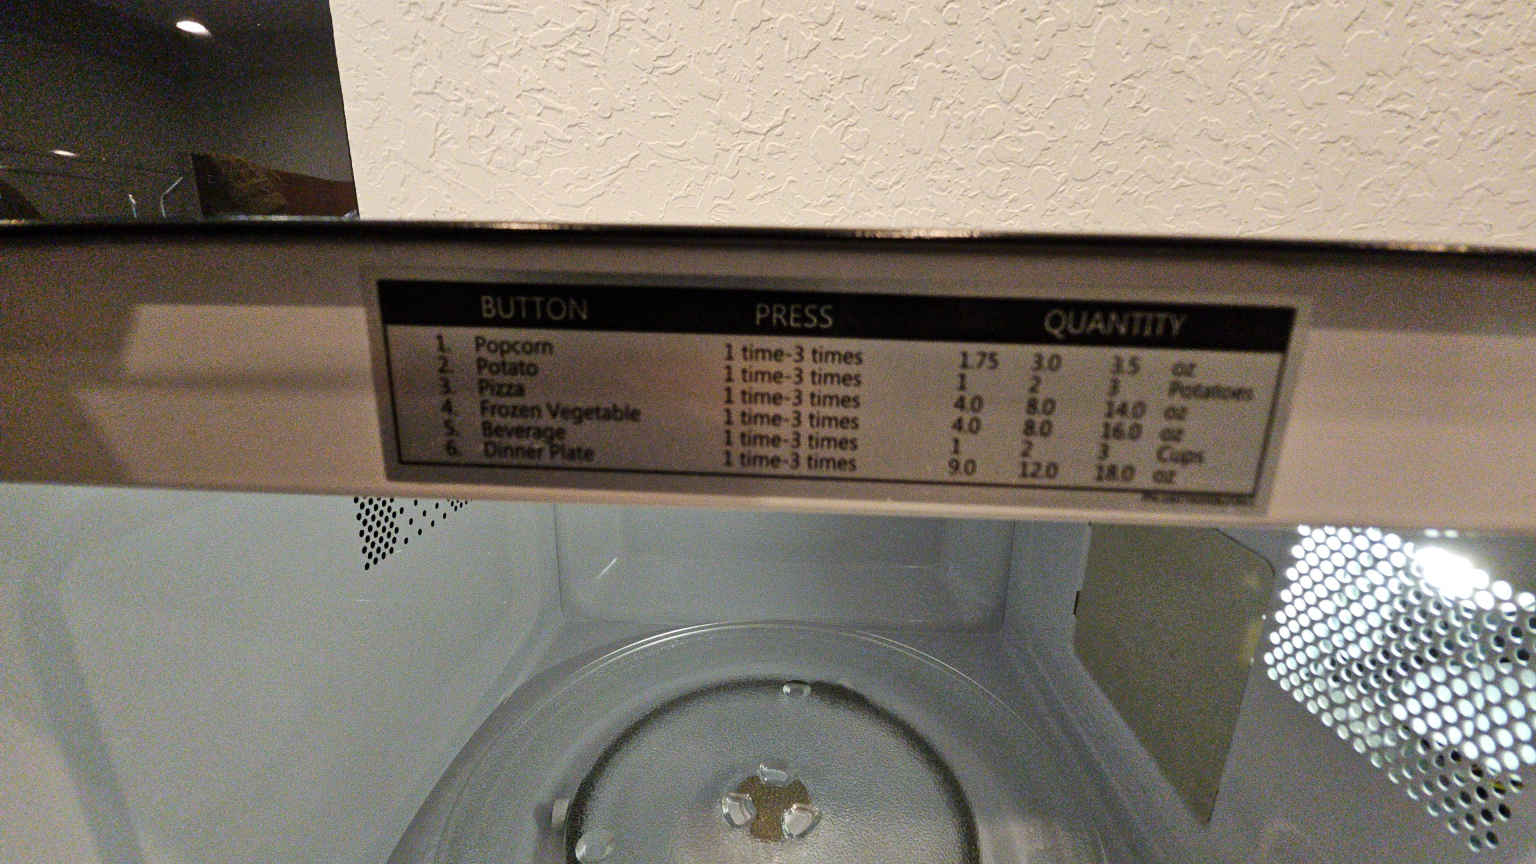 BUTTON PRESS QUANTITY
1. Popcorn 1 time-3 times 1.75 3.0 3.5 oz
2. Potato 1 time-3 times 1 2 3 Potatoes
3. Pizza 1 time-3 times 4.0 8.0 14.0 oz
4. Frozen Vegetable 1 time-3 times 4.0 8.0 16.0 oz
5. Beverage 1 time-3 times 1 2 3 Cups
6. Dinner Plate 1 time-3 times 9.0 12.0 18.0 oz